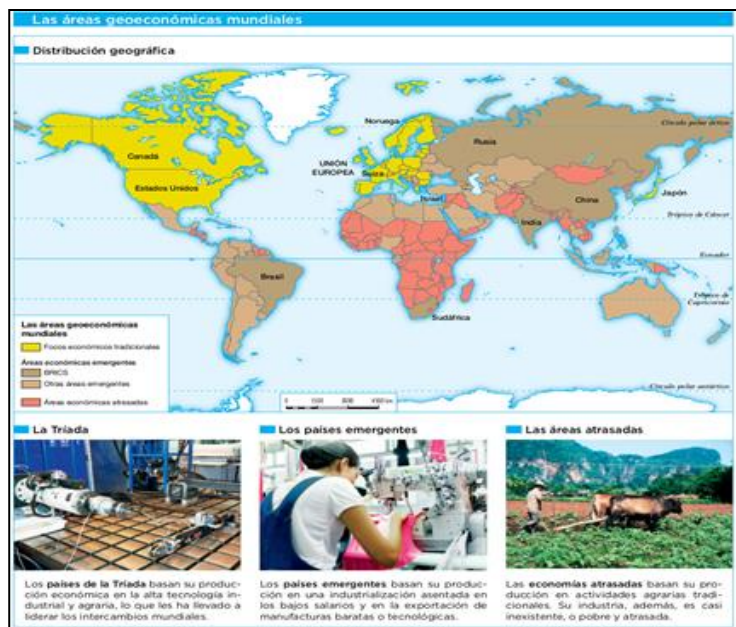 Las áreas geoeconómicas mundiales
Distribución geográfica
Noruega
Círculo polar ártico
Rusia
Canadá
UNIÓN
EUROPEA
Suiza
Estados Unidos
Israel
China
Japón
Trópico de Cáncer
India
Ecuador
Brasil
Trópico de
Capricornio
Sudáfrica
Las áreas geoeconómicas
mundiales
Focos económicos tradicionales
Áreas económicas emergentes
BRICS
Otras áreas emergentes
Áreas económicas atrasadas
Círculo polar antártico
La Tríada
Los países de la Tríada basan su produc-
ción económica en la alta tecnología in-
dustrial y agraria, lo que les ha llevado a
liderar los intercambios mundiales.
Los países emergentes
Los países emergentes basan su produc-
ción en una industrialización asentada en
los bajos salarios y en la exportación de
manufacturas baratas o tecnológicas.
Las áreas atrasadas
Las economías atrasadas basan su pro-
ducción en actividades agrarias tradi-
cionales. Su industria, además, es casi
inexistente, o pobre y atrasada.